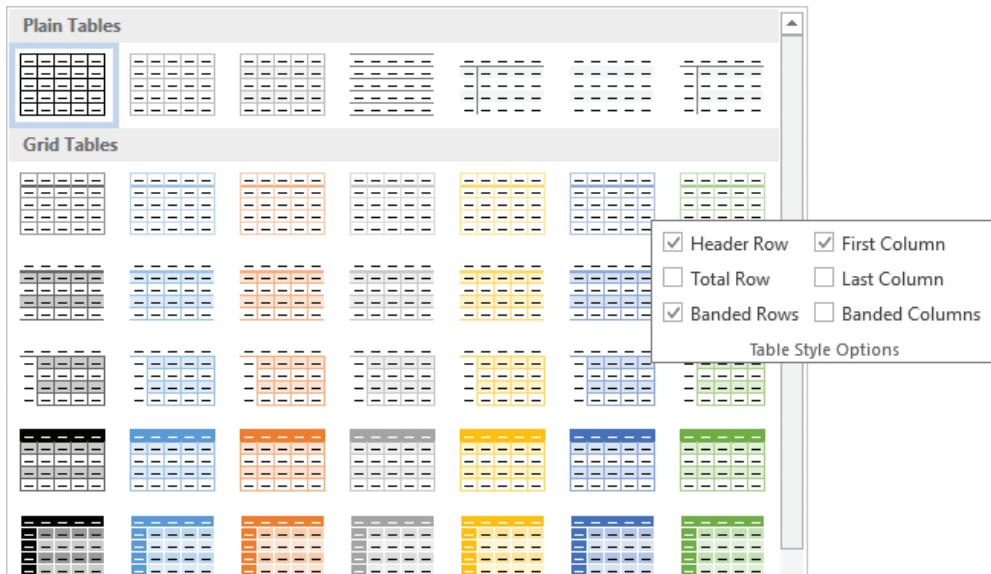 Plain Tables
Grid Tables
Header Row First Column
Total Row Last Column
Banded Rows Banded Columns
Table Style Options